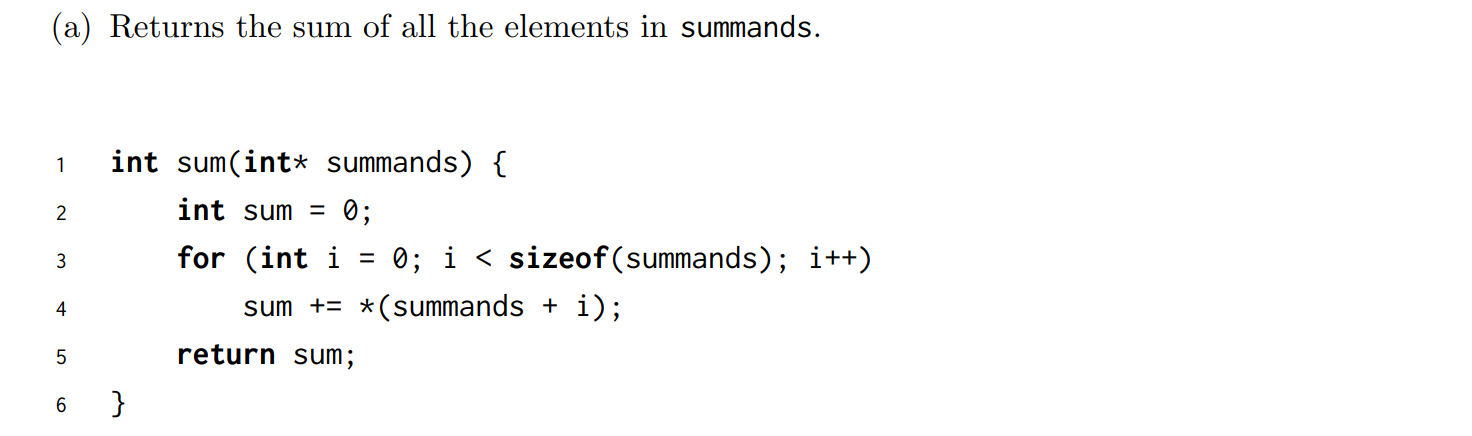 (a) Returns the sum of all the elements in summands.
1 int sum(int* summands) {
2 int sum = 0;
3 for (int i = 0; i < sizeof(summands); i++)
4 sum += *(summands + i);
5 return sum;
6 }